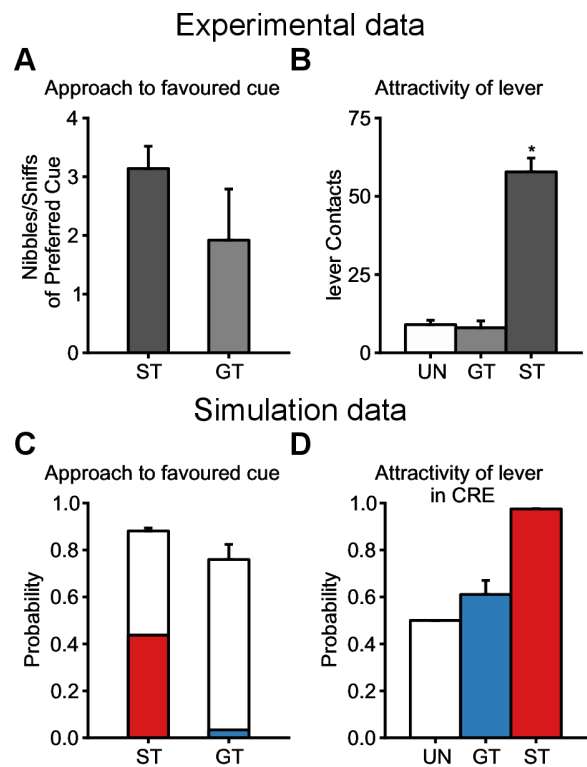 Experimental data
A
Approach to favoured cue
Nibbles/Sniffs
of Preferred Cue
4
3
2
1
0
ST
GT
B
Attractivity of lever
lever Contacts
75
50
25
0
*
UN
GT
ST
Simulation data
C
Approach to favoured cue
Probability
1.0
0.8
0.6
0.4
0.2
0.0
ST
GT
D
Attractivity of lever
in CRE
Probability
1.0
0.8
0.6
0.4
0.2
0.0
UN
GT
ST